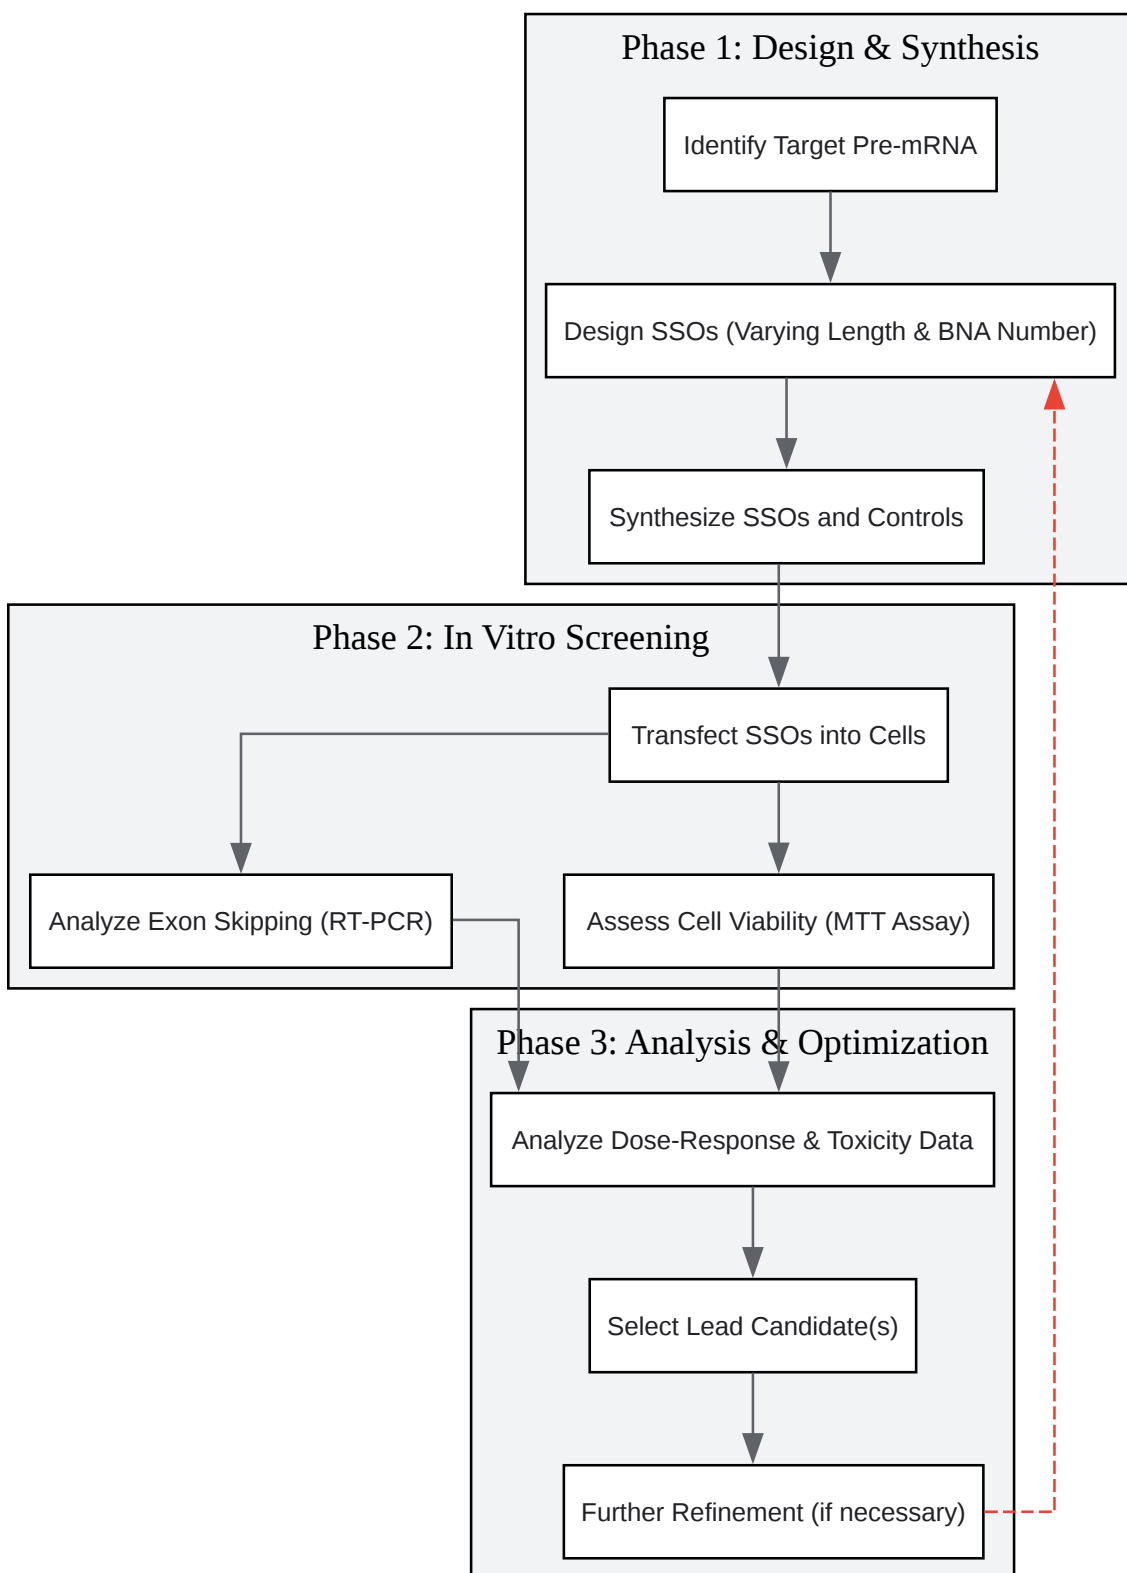 Phase 1: Design & Synthesis
Identify Target Pre-mRNA
Design SSOs (Varying Length & BNA Number)
Synthesize SSOs and Controls
Phase 2: In Vitro Screening
Transfect SSOs into Cells
Analyze Exon Skipping (RT-PCR)
Assess Cell Viability (MTT Assay)
Phase 3: Analysis & Optimization
Analyze Dose-Response & Toxicity Data
Select Lead Candidate(s)
Further Refinement (if necessary)